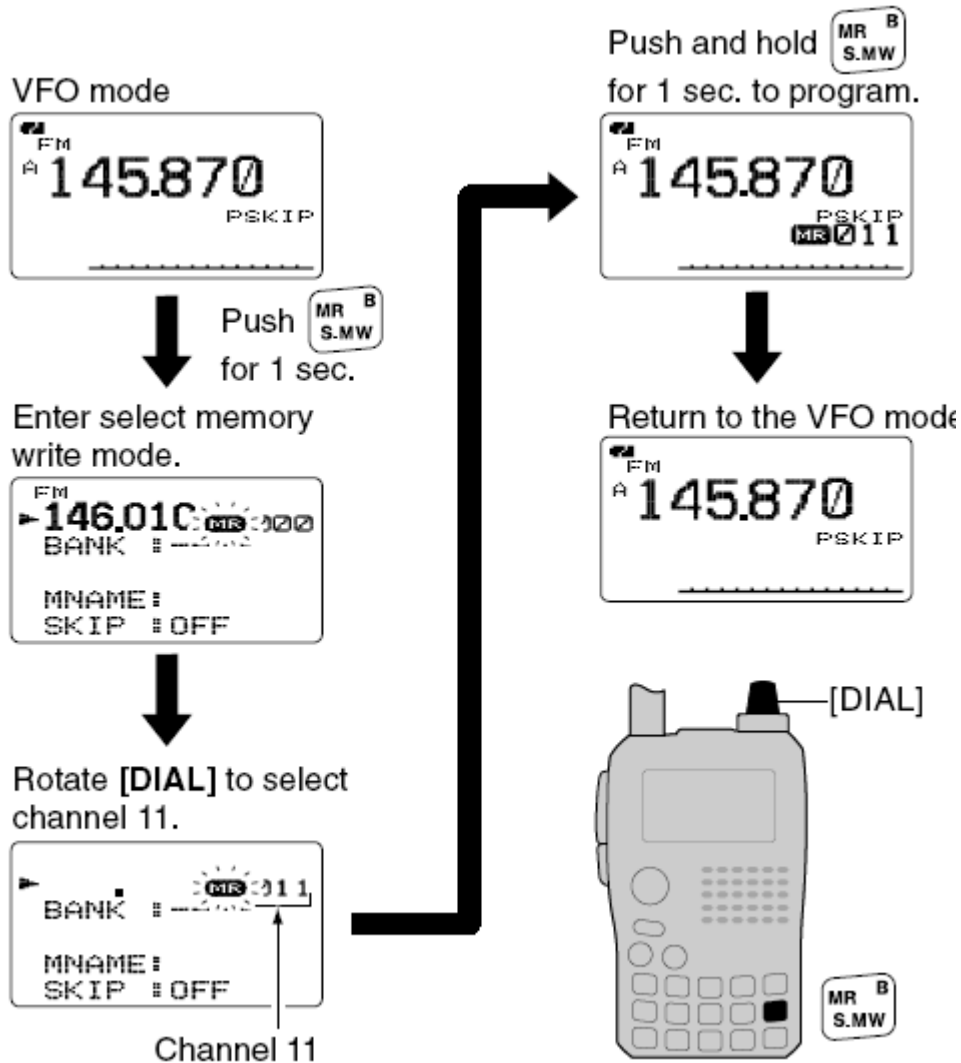 VFO mode
FM
A 145.870
PSKIP
Push MR B S.MW
for 1 sec.
Enter select memory
write mode.
FM
146.010 MR 000
BANK :----
MNAME:
SKIP :OFF
Rotate [DIAL] to select
channel 11.
. MR 011
BANK :----
MNAME:
SKIP :OFF
Channel 11
Push and hold MR B S.MW
for 1 sec. to program.
FM
A 145.870
PSKIP
MR 011
Return to the VFO mode
FM
A 145.870
PSKIP
[DIAL]
MR B
S.MW